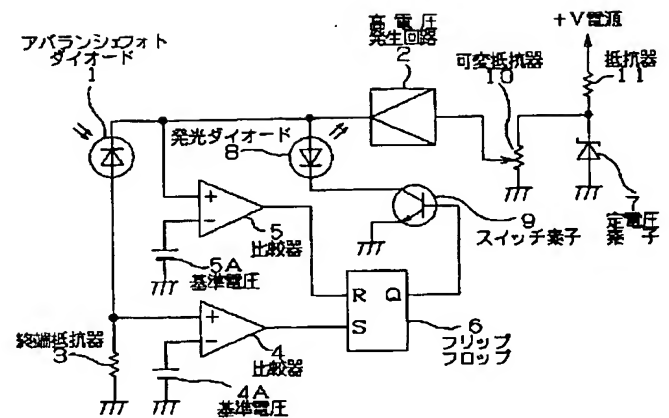 アバランシェフォト
ダイオード
1
高電圧
発生回路
2
+V電源
可変抵抗器
10
抵抗器
11
発光ダイオード
8
+
−
5
比較器
5A
基準電圧
9
スイッチ素子
7
定電圧
素子
R Q
S
6
フリップ
フロップ
終端抵抗器
3
+
−
4
比較器
4A
基準電圧